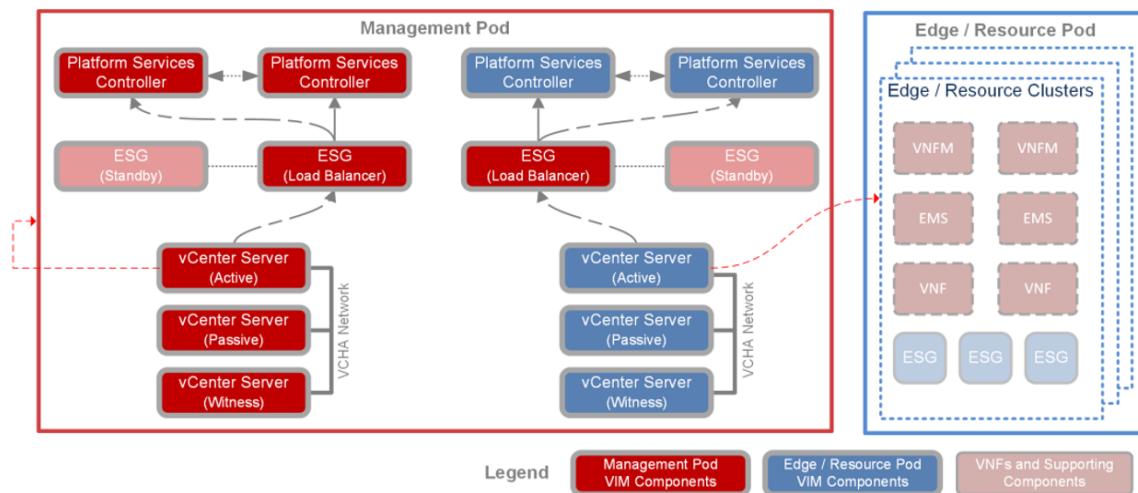 Management Pod
Edge / Resource Pod
Platform Services
Controller
Platform Services
Controller
Platform Services
Controller
Platform Services
Controller
Edge / Resource Clusters
VNFM
VNFM
ESG
(Standby)
ESG
(Load Balancer)
ESG
(Load Balancer)
ESG
(Standby)
EMS
EMS
vCenter Server
(Active)
vCenter Server
(Active)
VNF
VNF
vCenter Server
(Passive)
VCHA Network
vCenter Server
(Passive)
VCHA Network
ESG
ESG
ESG
vCenter Server
(Witness)
vCenter Server
(Witness)
Legend
Management Pod
VIM Components
Edge / Resource Pod
VIM Components
VNFs and Supporting
Components